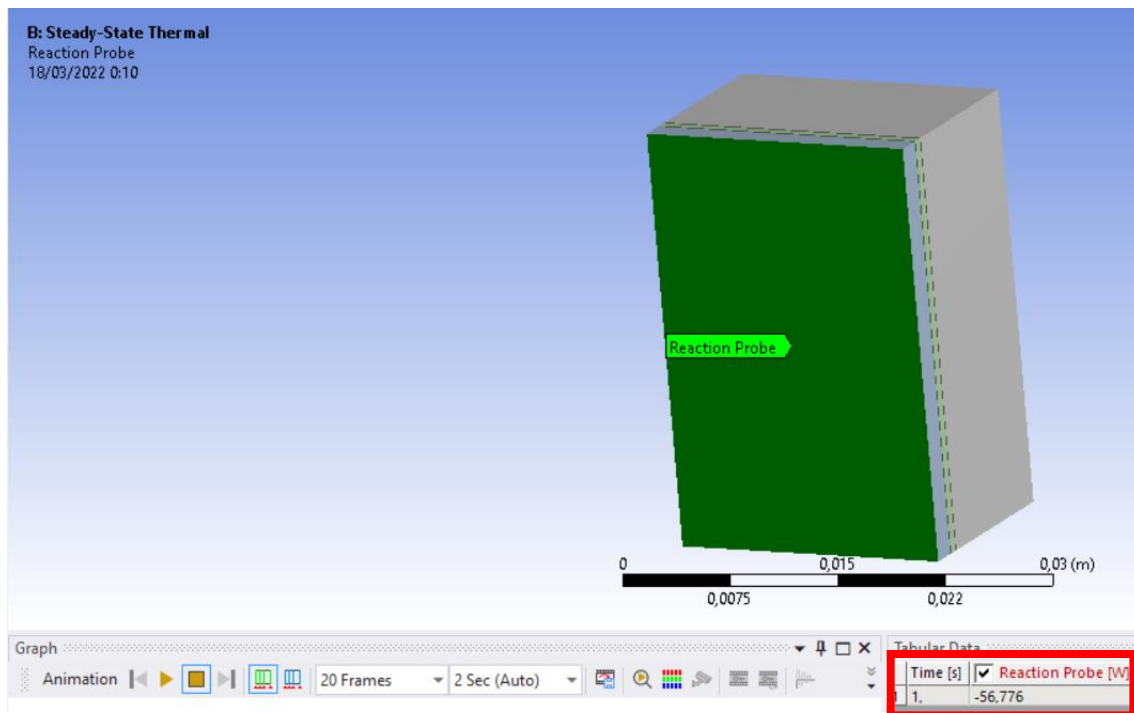 B: Steady-State Thermal
Reaction Probe
18/03/2022 0:10
Reaction Probe
0 0,015 0,03 (m)
0,0075 0,022
Graph
Animation 20 Frames 2 Sec (Auto)
Tabular Data
Time [s] Reaction Probe [W]
1 1, -56,776